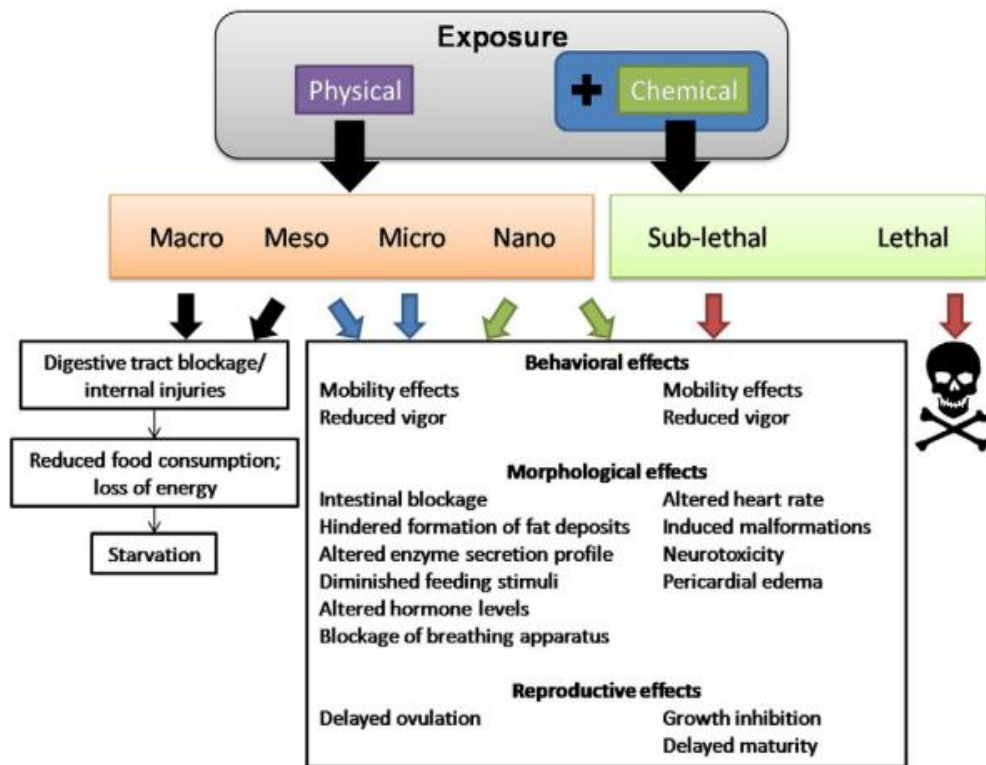 Exposure
Physical
+ Chemical
Macro Meso Micro Nano
Sub-lethal Lethal
Digestive tract blockage/
internal injuries
Reduced food consumption;
loss of energy
Starvation
Behavioral effects
Mobility effects Mobility effects
Reduced vigor Reduced vigor
Morphological effects
Intestinal blockage Altered heart rate
Hindered formation of fat deposits Induced malformations
Altered enzyme secretion profile Neurotoxicity
Diminished feeding stimuli Pericardial edema
Altered hormone levels
Blockage of breathing apparatus
Reproductive effects
Delayed ovulation Growth inhibition
Delayed maturity